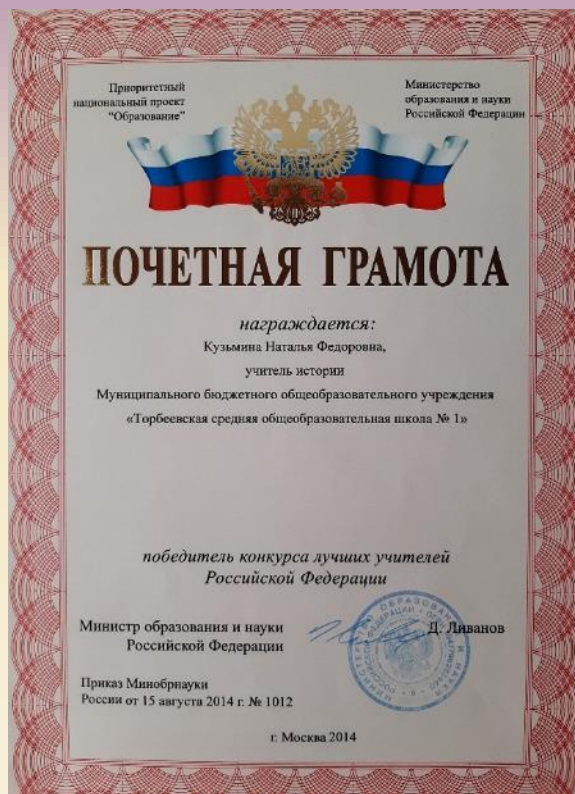 Приоритетный
национальный проект
"Образование"
Министерство
образования и науки
Российской Федерации
ПОЧЕТНАЯ ГРАМОТА
награждается:
Кузьмина Наталья Федоровна,
учитель истории
Муниципального бюджетного общеобразовательного учреждения
«Торбеевская средняя общеобразовательная школа № 1»
победитель конкурса лучших учителей
Российской Федерации
Министр образования и науки
Российской Федерации
Д. Ливанов
Приказ Минобрнауки
России от 15 августа 2014 г. № 1012
г. Москва 2014